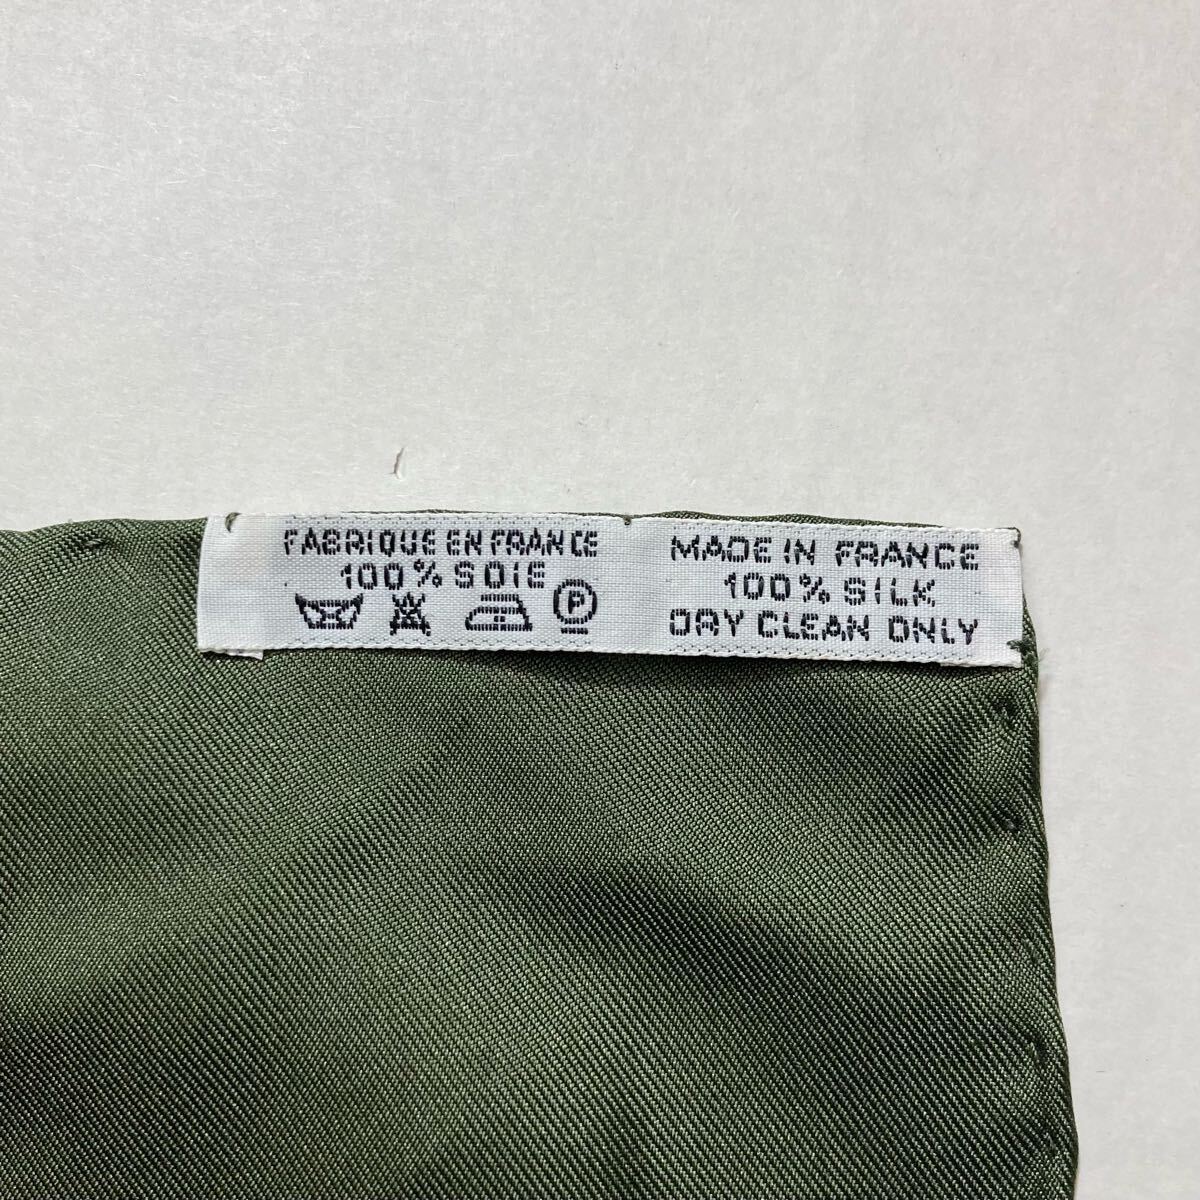 FABRIQUE EN FRANCE
100% SOIE
P
MADE IN FRANCE
100% SILK
DRY CLEAN ONLY